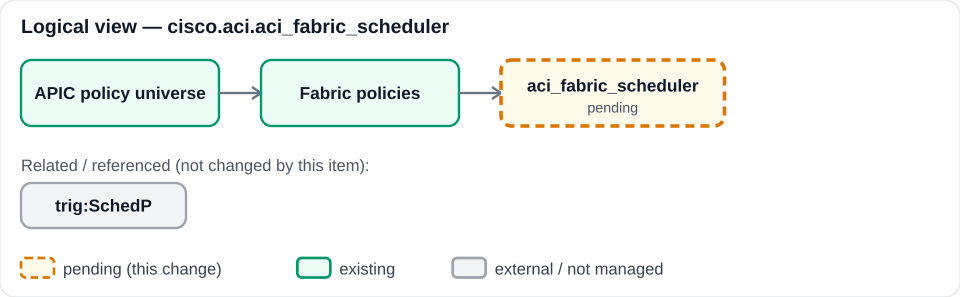 Logical view — cisco.aci.aci_fabric_scheduler
APIC policy universe
Fabric policies
aci_fabric_scheduler
pending
Related / referenced (not changed by this item):
trig:SchedP
pending (this change)
existing
external / not managed